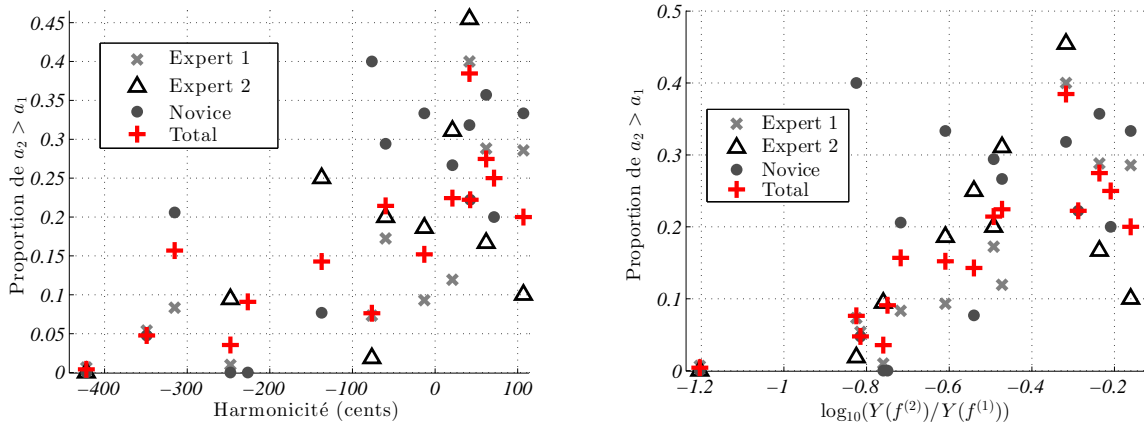 0.45
0.4
0.35
0.3
0.25
0.2
0.15
0.1
0.05
0
−400 −300 −200 −100 0 100
Harmonicité (cents)
Proportion de a₂ > a₁
Expert 1
Expert 2
Novice
Total
0.5
0.4
0.3
0.2
0.1
0
−1.2 −1 −0.8 −0.6 −0.4 −0.2
log₁₀(Y(f⁽²⁾)/Y(f⁽¹⁾))
Proportion de a₂ > a₁
Expert 1
Expert 2
Novice
Total